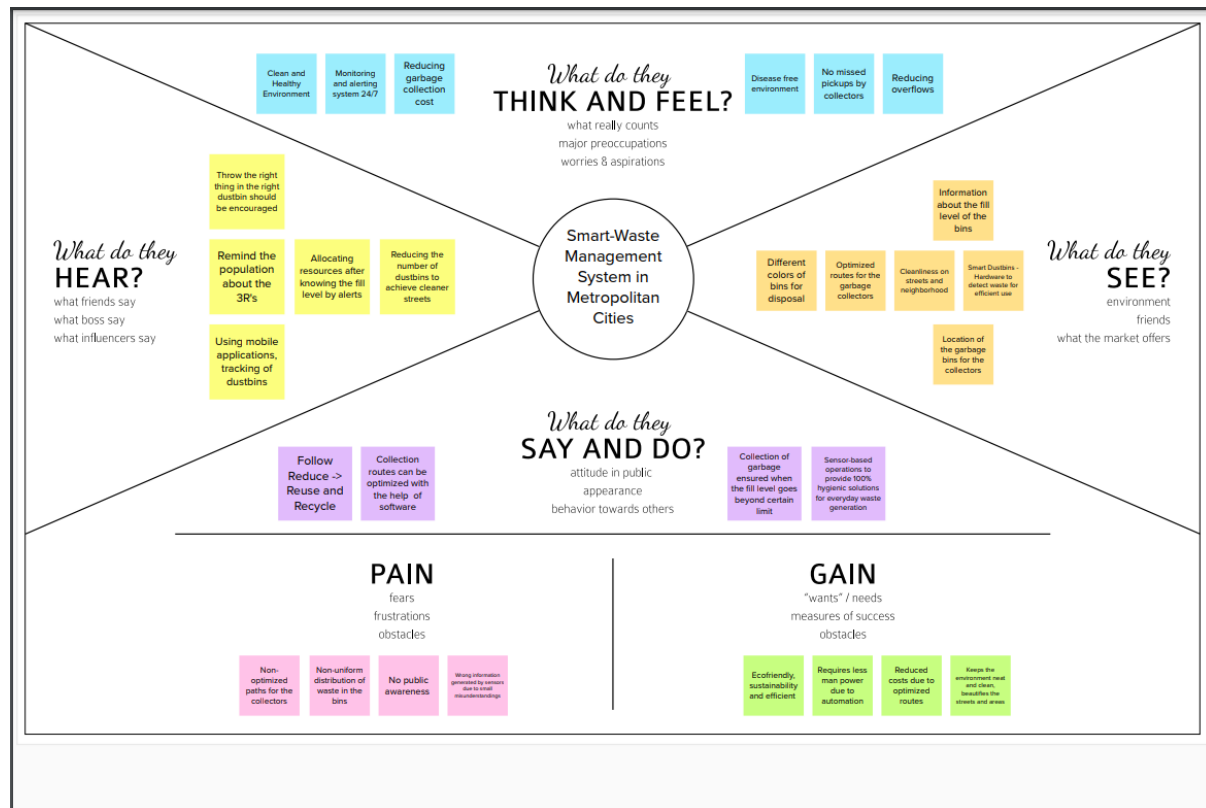 What do they
THINK AND FEEL?
what really counts
major preoccupations
worries & aspirations
Clean and
Healthy
Environment
Monitoring
and alerting
system 24/7
Reducing
garbage
collection
cost
Disease free
environment
No missed
pickups by
collectors
Reducing
overflows
What do they
HEAR?
what friends say
what boss say
what influencers say
Throw the right
thing in the right
dustbin should
be encouraged
Remind the
population
about the
3R's
Allocating
resources after
knowing the fill
level by alerts
Reducing the
number of
dustbins to
achieve cleaner
streets
Using mobile
applications,
tracking of
dustbins
Smart-Waste
Management
System in
Metropolitan
Cities
What do they
SEE?
environment
friends
what the market offers
Information
about the fill
level of the
bins
Different
colors of
bins for
disposal
Optimized
routes for the
garbage
collectors
Cleanliness on
streets and
neighborhood
Smart Dustbins -
Hardware to
detect waste for
efficient use
Location of
the garbage
bins for the
collectors
What do they
SAY AND DO?
attitude in public
appearance
behavior towards others
Follow
Reduce ->
Reuse and
Recycle
Collection
routes can be
optimized with
the help of
software
Collection of
garbage
ensured when
the fill level goes
beyond certain
limit
Sensor-based
operations to
provide 100%
hygienic solutions
for everyday waste
generation
PAIN
fears
frustrations
obstacles
Non-
optimized
paths for the
collectors
Non-uniform
distribution of
waste in the
bins
No public
awareness
Wrong information
generated by sensors
due to small
misunderstandings
GAIN
"wants" / needs
measures of success
obstacles
Ecofriendly,
sustainability
and efficient
Requires less
man power
due to
automation
Reduced
costs due to
optimized
routes
Keeps the
environment neat
and clean,
beautifies the
streets and areas